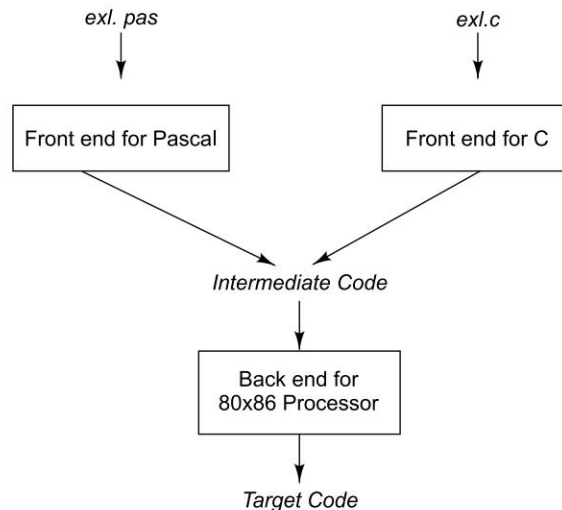 exl. pas
exl.c
Front end for Pascal
Front end for C
Intermediate Code
Back end for
80x86 Processor
Target Code